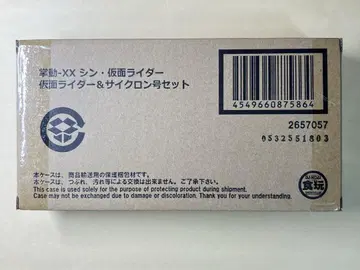 掌動-XX シン・仮面ライダー
仮面ライダー＆サイクロン号セット
4549660875864
2657057
0532551803
本ケースは、商品輸送用の保護梱包材です。
本ケースは、つぶれ、汚れ等による交換は出来ません。ご了承下さい。
This case is used solely for the purpose of protecting product during shipment.
Case may not be exchanged due to damage or discoloration. Thank you for your understanding.
BANDAI
食玩